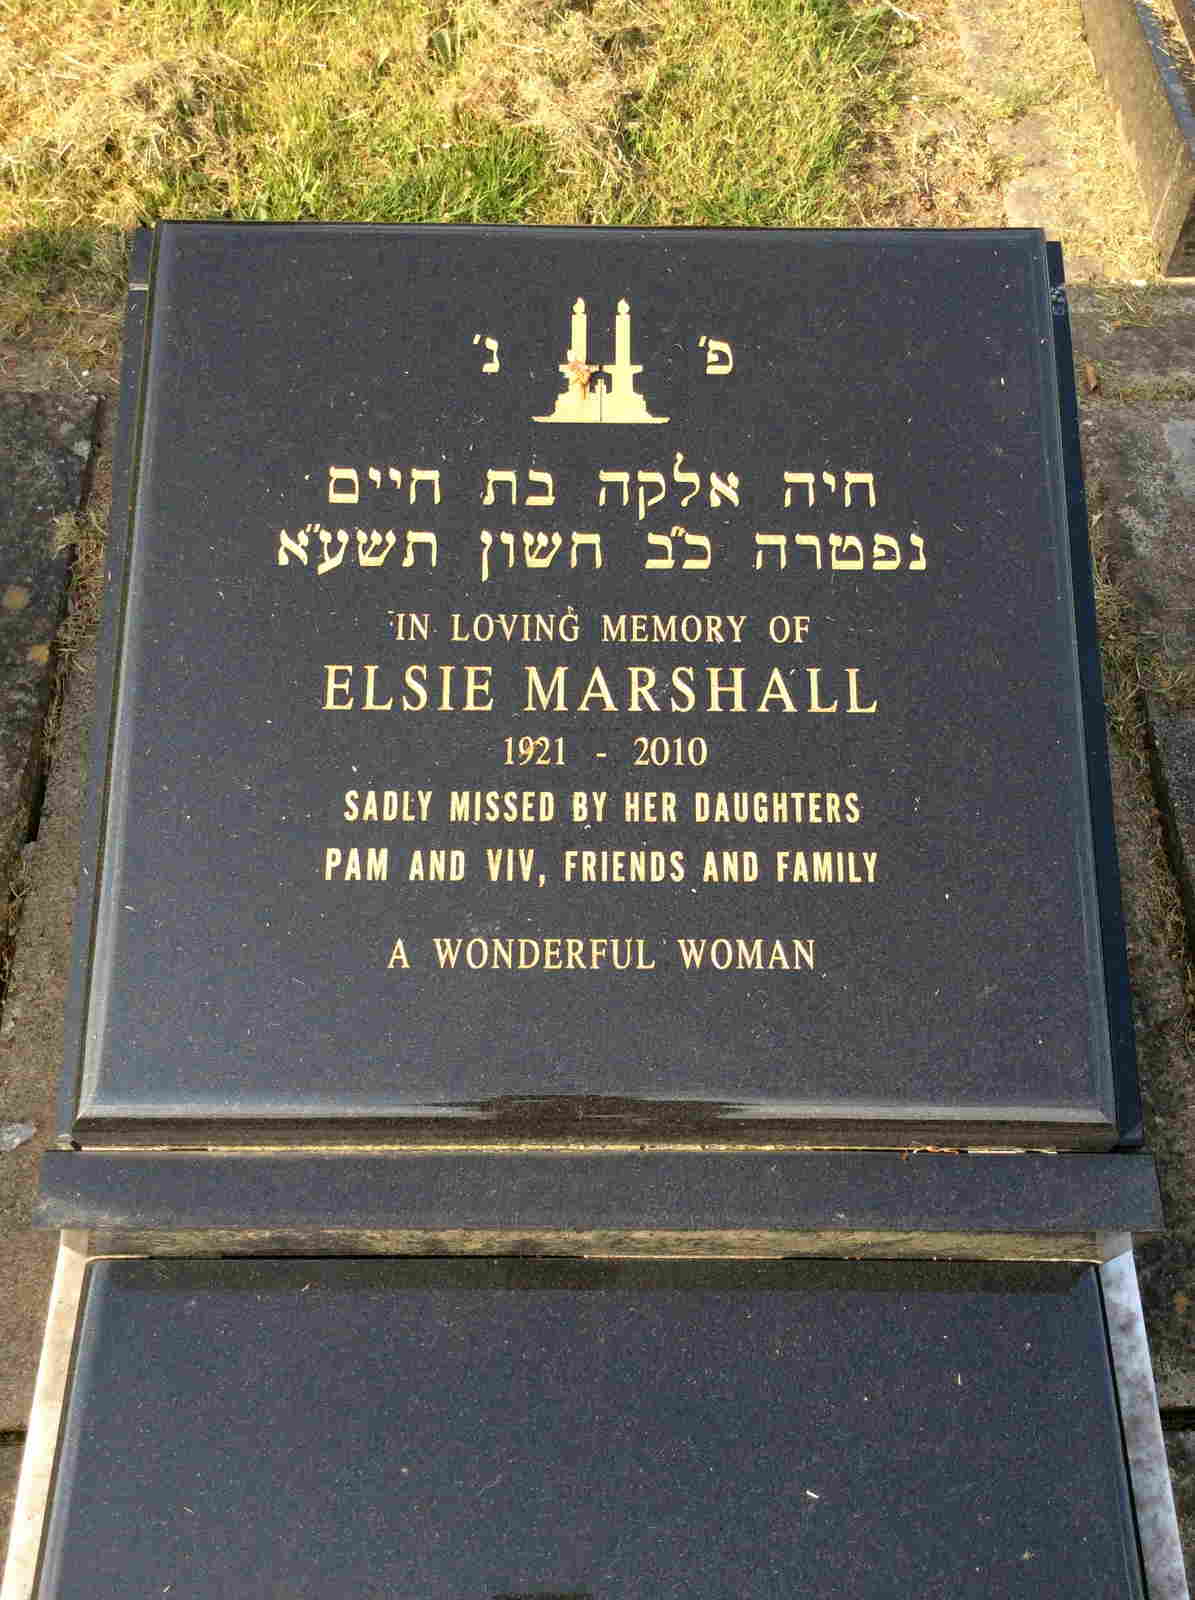 פ' נ'
חיה אלקה בת חיים
נפטרה כ"ב חשון תשע"א
IN LOVING MEMORY OF
ELSIE MARSHALL
1921 - 2010
SADLY MISSED BY HER DAUGHTERS
PAM AND VIV, FRIENDS AND FAMILY
A WONDERFUL WOMAN